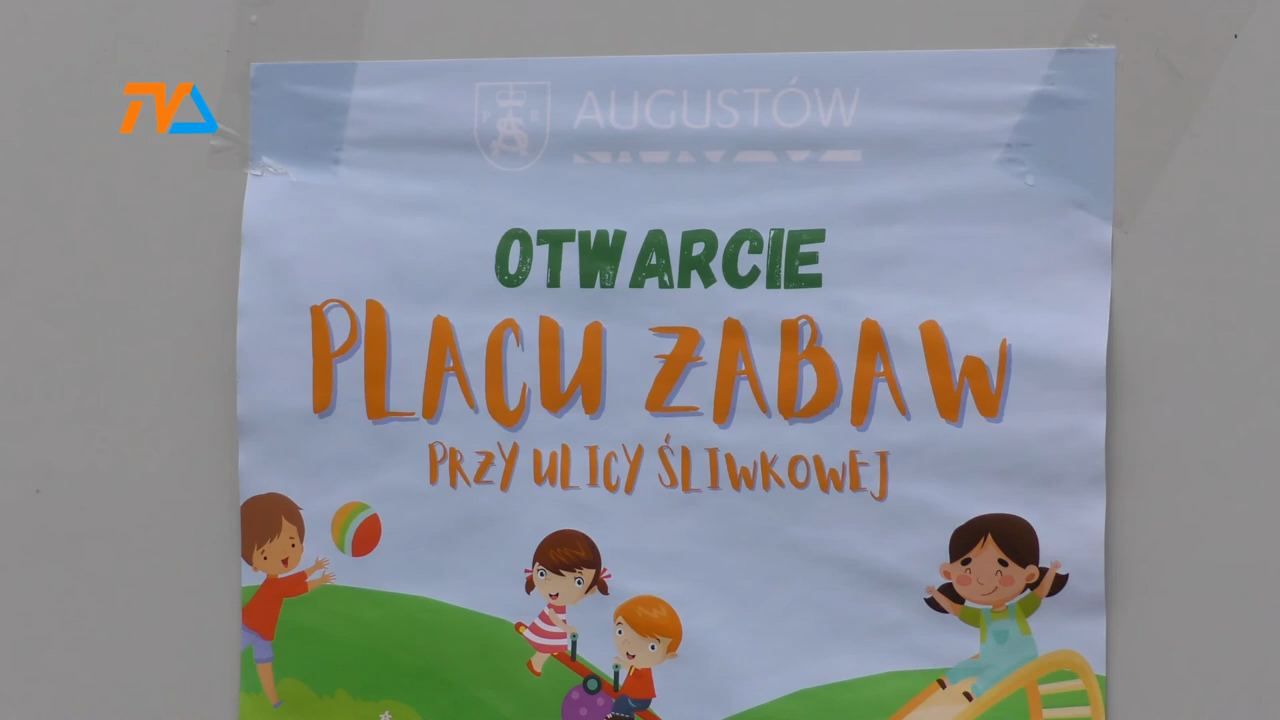 TVA
P R
AUGUSTÓW
OTWARCIE
PLACU ZABAW
PRZY ULICY ŚLIWKOWEJ